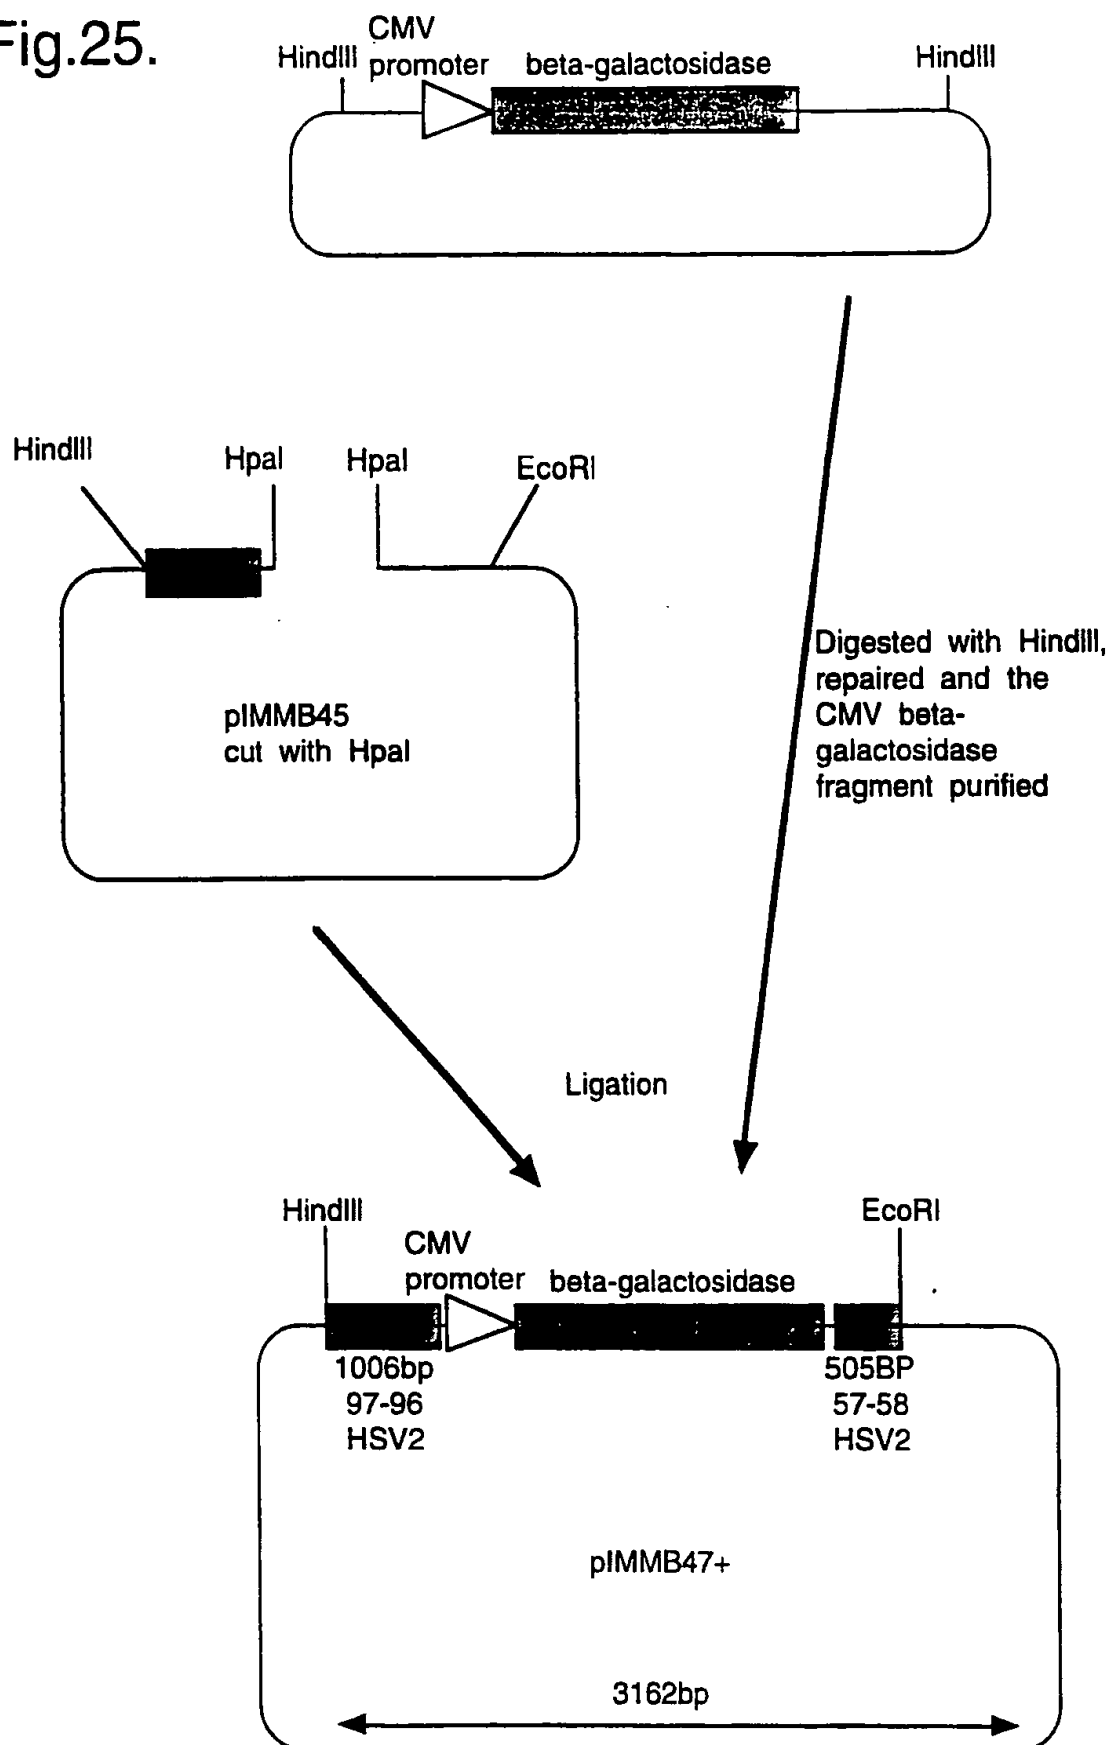 Fig.25.
HindIII
CMV
promoter
beta-galactosidase
HindIII
HindIII
HpaI
HpaI
EcoRI
pIMMB45
cut with HpaI
Digested with HindIII,
repaired and the
CMV beta-
galactosidase
fragment purified
Ligation
HindIII
EcoRI
CMV
promoter
beta-galactosidase
1006bp
97-96
HSV2
505BP
57-58
HSV2
pIMMB47+
3162bp